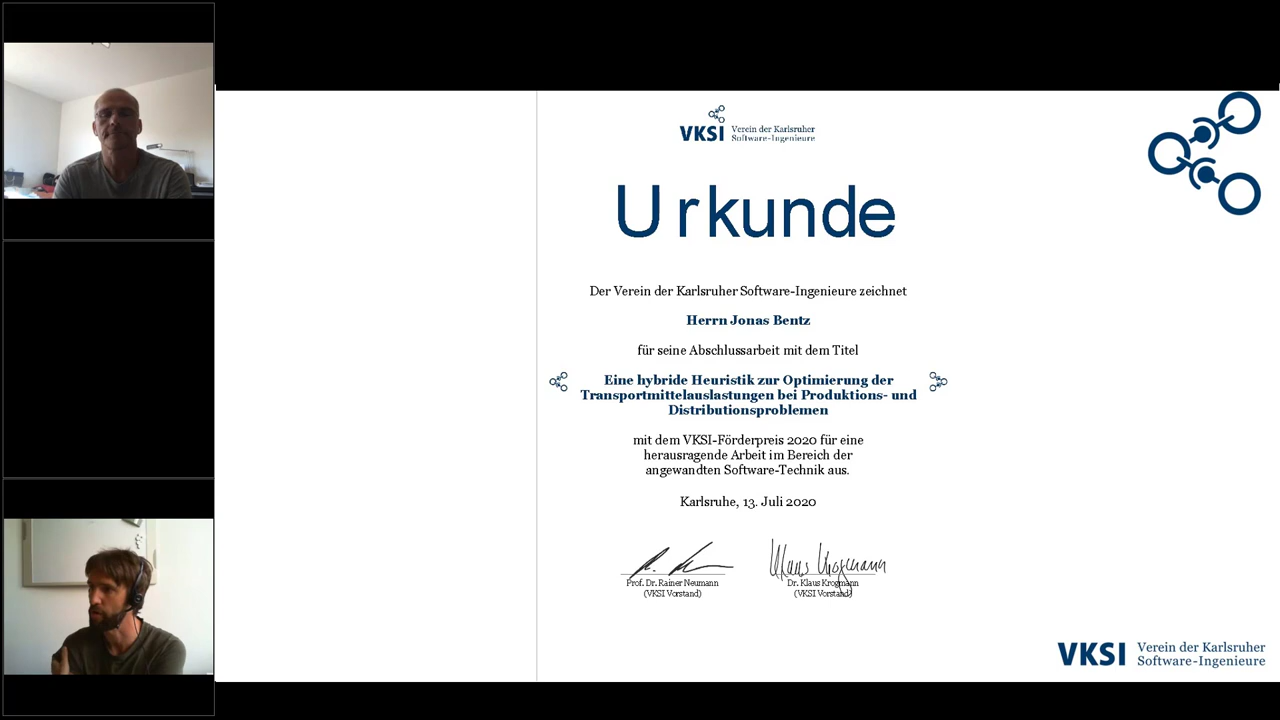 VKSI Verein der Karlsruher
Software-Ingenieure
Urkunde
Der Verein der Karlsruher Software-Ingenieure zeichnet
Herrn Jonas Bentz
für seine Abschlussarbeit mit dem Titel
Eine hybride Heuristik zur Optimierung der
Transportmittelauslastungen bei Produktions- und
Distributionsproblemen
mit dem VKSI-Förderpreis 2020 für eine
herausragende Arbeit im Bereich der
angewandten Software-Technik aus.
Karlsruhe, 13. Juli 2020
Klaus Krogmann
Prof. Dr. Rainer Neumann
(VKSI Vorstand)
Dr. Klaus Krogmann
(VKSI Vorstand)
VKSI Verein der Karlsruher
Software-Ingenieure